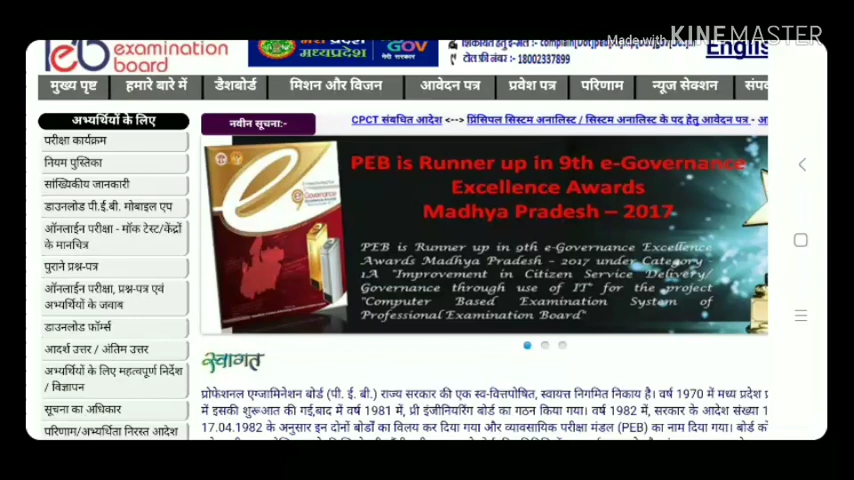 Made with KINEMASTER
peb examination board
मध्यप्रदेश
GOV
टोल फ्री नंबर:- 18002337899
English
मुख्य पृष्ट हमारे बारे में डैशबोर्ड मिशन और विजन आवेदन पत्र प्रवेश पत्र परिणाम न्यूज सेक्शन
अभ्यर्थियों के लिए
परीक्षा कार्यक्रम
नियम पुस्तिका
सांख्यिकीय जानकारी
डाउनलोड पी.ई.बी. मोबाइल एप
ऑनलाईन परीक्षा - मॉक टेस्ट/केंद्रों
के मानचित्र
पुराने प्रश्न-पत्र
ऑनलाईन परीक्षा, प्रश्न-पत्र एवं
अभ्यर्थियों के जवाब
डाउनलोड फॉर्म्स
आदर्श उत्तर / अंतिम उत्तर
अभ्यर्थियों के लिए महत्वपूर्ण निर्देश
/ विज्ञापन
सूचना का अधिकार
परिणाम/अभ्यर्थिता निरस्त आदेश
नवीन सूचना:-
CPCT संबधित आदेश <--> प्रिंसिपल सिस्टम अनालिस्ट / सिस्टम अनालिस्ट के पद हेतु आवेदन पत्र -
PEB is Runner up in 9th e-Governance
Excellence Awards
Madhya Pradesh – 2017
PEB is Runner up in 9th e-Governance Excellence
Awards Madhya Pradesh – 2017 under Category -
1A "Improvement in Citizen Service Delivery/
Governance through use of IT" for the project
"Computer Based Examination System of
Professional Examination Board"
स्वागत
प्रोफेशनल एग्जामिनेशन बोर्ड (पी. ई. बी.) राज्य सरकार की एक स्व-वित्तपोषित, स्वायत्त निगमित निकाय है। वर्ष 1970 में मध्य प्रदेश
में इसकी शुरूआत की गई,बाद में वर्ष 1981 में, प्री इंजीनियरिंग बोर्ड का गठन किया गया। वर्ष 1982 में, सरकार के आदेश संख्या
17.04.1982 के अनुसार इन दोनों बोर्डों का विलय कर दिया गया और व्यावसायिक परीक्षा मंडल (PEB) का नाम दिया गया। बोर्ड को